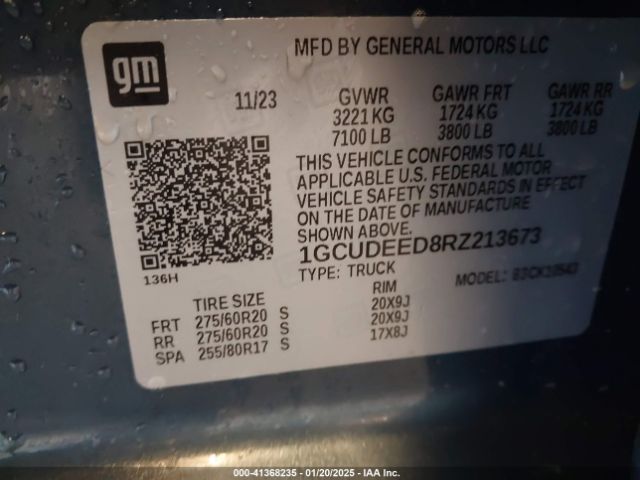 gm
MFD BY GENERAL MOTORS LLC
11/23
GVWR GAWR FRT GAWR RR
3221 KG 1724 KG 1724 KG
7100 LB 3800 LB 3800 LB
THIS VEHICLE CONFORMS TO ALL
APPLICABLE U.S. FEDERAL MOTOR
VEHICLE SAFETY STANDARDS IN EFFECT
ON THE DATE OF MANUFACTURE
SHOWN ABOVE.
1GCUDEED8RZ213673
136H
TYPE: TRUCK MODEL:
TIRE SIZE RIM
FRT 275/60R20 S 20X9J
RR 275/60R20 S 20X9J
SPA 255/80R17 S 17X8J
000-41368235 - 01/20/2025 - IAA Inc.